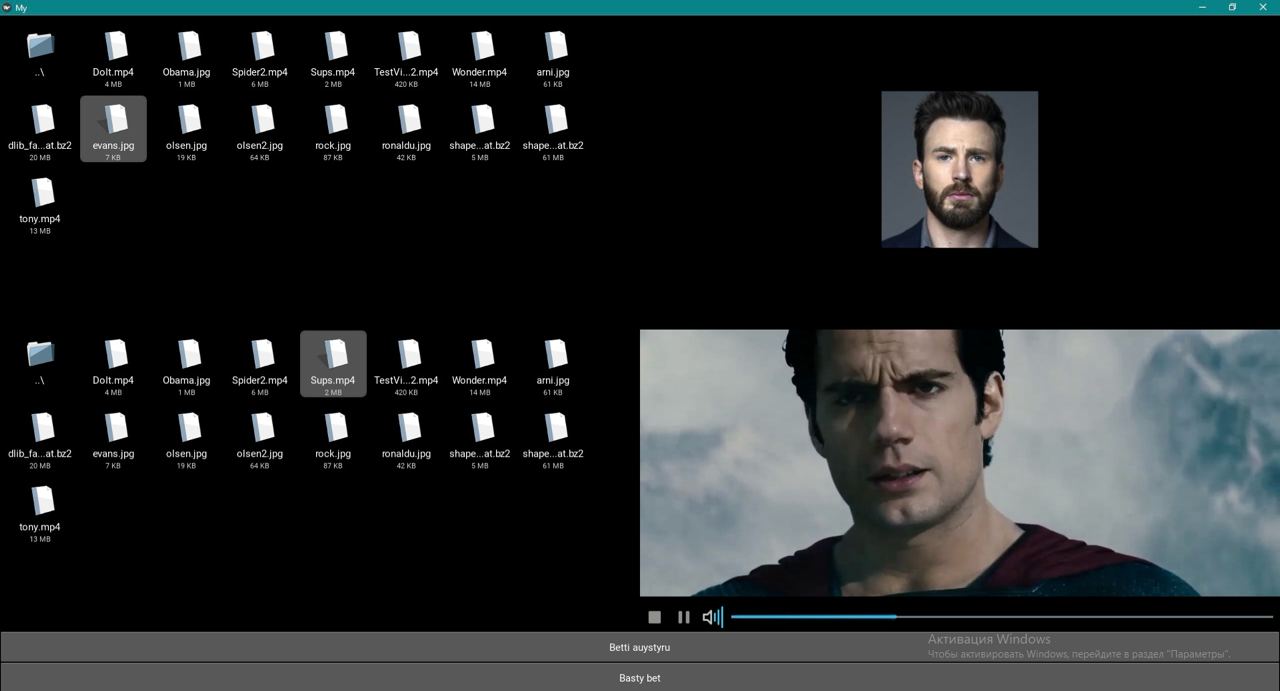 My
..\
DoIt.mp4
Obama.jpg
Spider2.mp4
Sups.mp4
TestVi...2.mp4
Wonder.mp4
arni.jpg
4 MB
1 MB
6 MB
2 MB
420 KB
14 MB
61 KB
dlib_fa...at.bz2
evans.jpg
olsen.jpg
olsen2.jpg
rock.jpg
ronaldu.jpg
shape...at.bz2
shape...at.bz2
20 MB
7 KB
19 KB
64 KB
87 KB
42 KB
5 MB
61 MB
tony.mp4
13 MB
..\
DoIt.mp4
Obama.jpg
Spider2.mp4
Sups.mp4
TestVi...2.mp4
Wonder.mp4
arni.jpg
4 MB
1 MB
6 MB
2 MB
420 KB
14 MB
61 KB
dlib_fa...at.bz2
evans.jpg
olsen.jpg
olsen2.jpg
rock.jpg
ronaldu.jpg
shape...at.bz2
shape...at.bz2
20 MB
7 KB
19 KB
64 KB
87 KB
42 KB
5 MB
61 MB
tony.mp4
13 MB
Betti auystyru
Активация Windows
Чтобы активировать Windows, перейдите в раздел "Параметры".
Basty bet